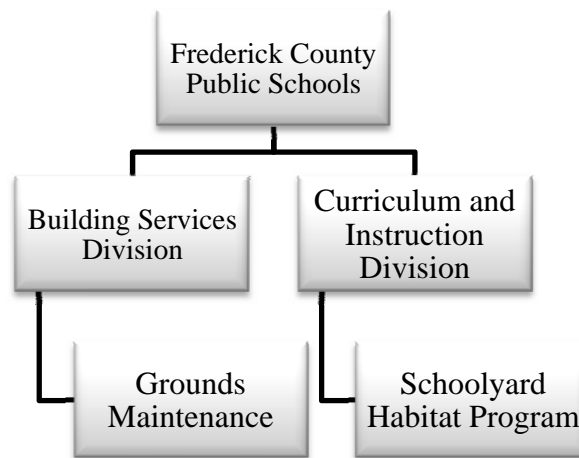 Frederick County
Public Schools
Building Services
Division
Curriculum and
Instruction
Division
Grounds
Maintenance
Schoolyard
Habitat Program